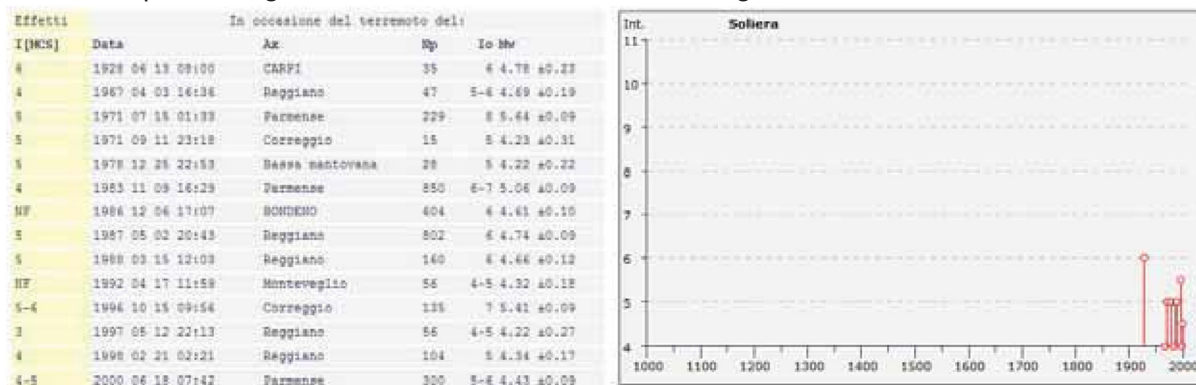 Effetti In occasione del terremoto del:
I[MCS] Data Ax Np Io Mw
6 1928 06 13 08:00 CARPI 35 6 4.78 ±0.23
4 1967 04 03 16:36 Reggiano 47 5-6 4.69 ±0.19
5 1971 07 15 01:33 Parmense 229 8 5.64 ±0.09
5 1971 09 11 23:18 Correggio 15 5 4.23 ±0.31
5 1978 12 25 22:53 Bassa mantovana 28 5 4.22 ±0.22
4 1983 11 09 16:29 Parmense 850 6-7 5.06 ±0.09
NF 1986 12 06 17:07 BONDENO 604 6 4.61 ±0.10
5 1987 05 02 20:43 Reggiano 802 6 4.74 ±0.09
5 1988 03 15 12:03 Reggiano 160 6 4.66 ±0.12
NF 1992 04 17 11:59 Monteveglio 56 4-5 4.32 ±0.18
5-6 1996 10 15 09:56 Correggio 135 7 5.41 ±0.09
3 1997 05 12 22:13 Reggiano 56 4-5 4.22 ±0.27
4 1998 02 21 02:21 Reggiano 104 5 4.34 ±0.17
4-5 2000 06 18 07:42 Parmense 300 5-6 4.43 ±0.09
Int. Soliera
11
10
9
8
7
6
5
4
1000 1100 1200 1300 1400 1500 1600 1700 1800 1900 2000